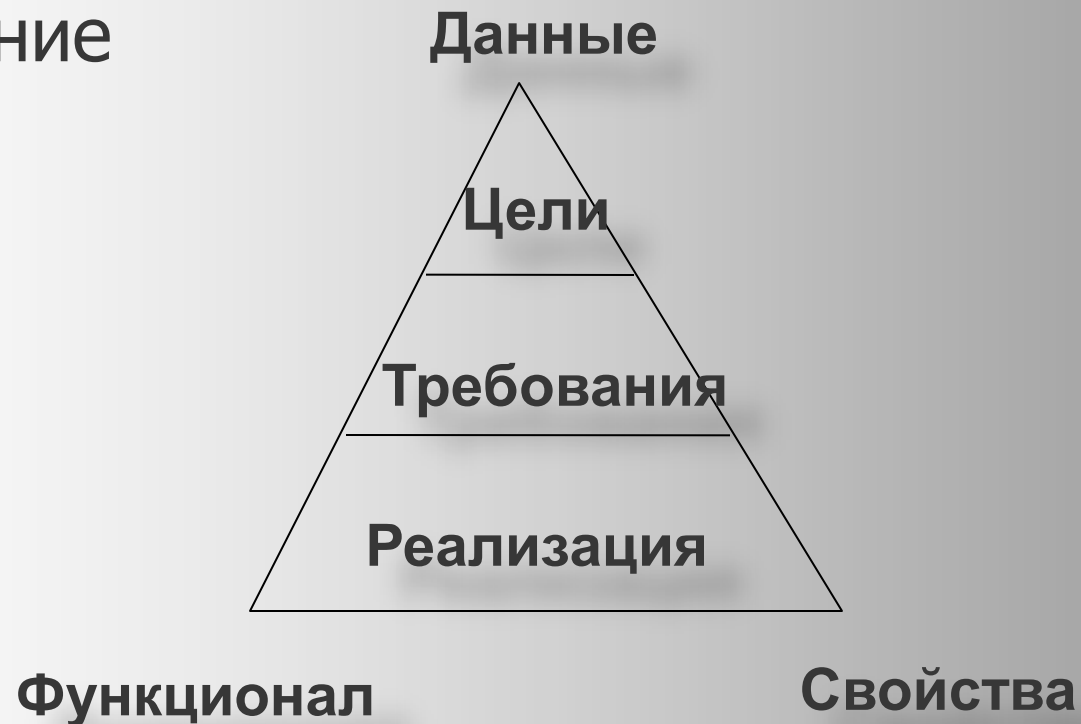 ние
Данные
Цели
Требования
Реализация
Функционал
Свойства